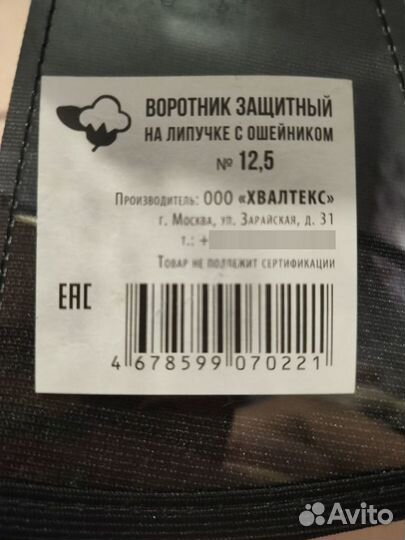 ВОРОТНИК ЗАЩИТНЫЙ
НА ЛИПУЧКЕ С ОШЕЙНИКОМ
№ 12,5
Производитель: ООО «ХВАЛТЕКС»
г. Москва, ул. Зарайская, д. 31
т.: +
Товар не подлежит сертификации
EAC
4 678599 070221
Avito